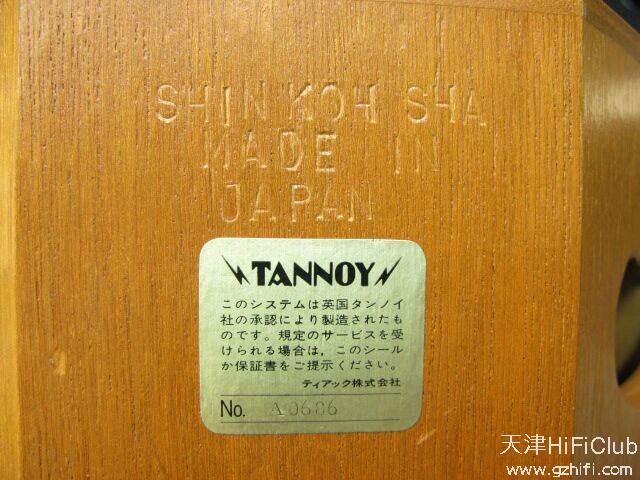 SHIN KOH SHA
MADE IN
JAPAN
TANNOY
このシステムは英国タンノイ
社の承認により製造されたも
のです。規定のサービスを受
けられる場合は、このシール
か保証書をご提示ください。
ティアック株式会社
No. A0686
天津HiFiClub
www.gzhifi.com